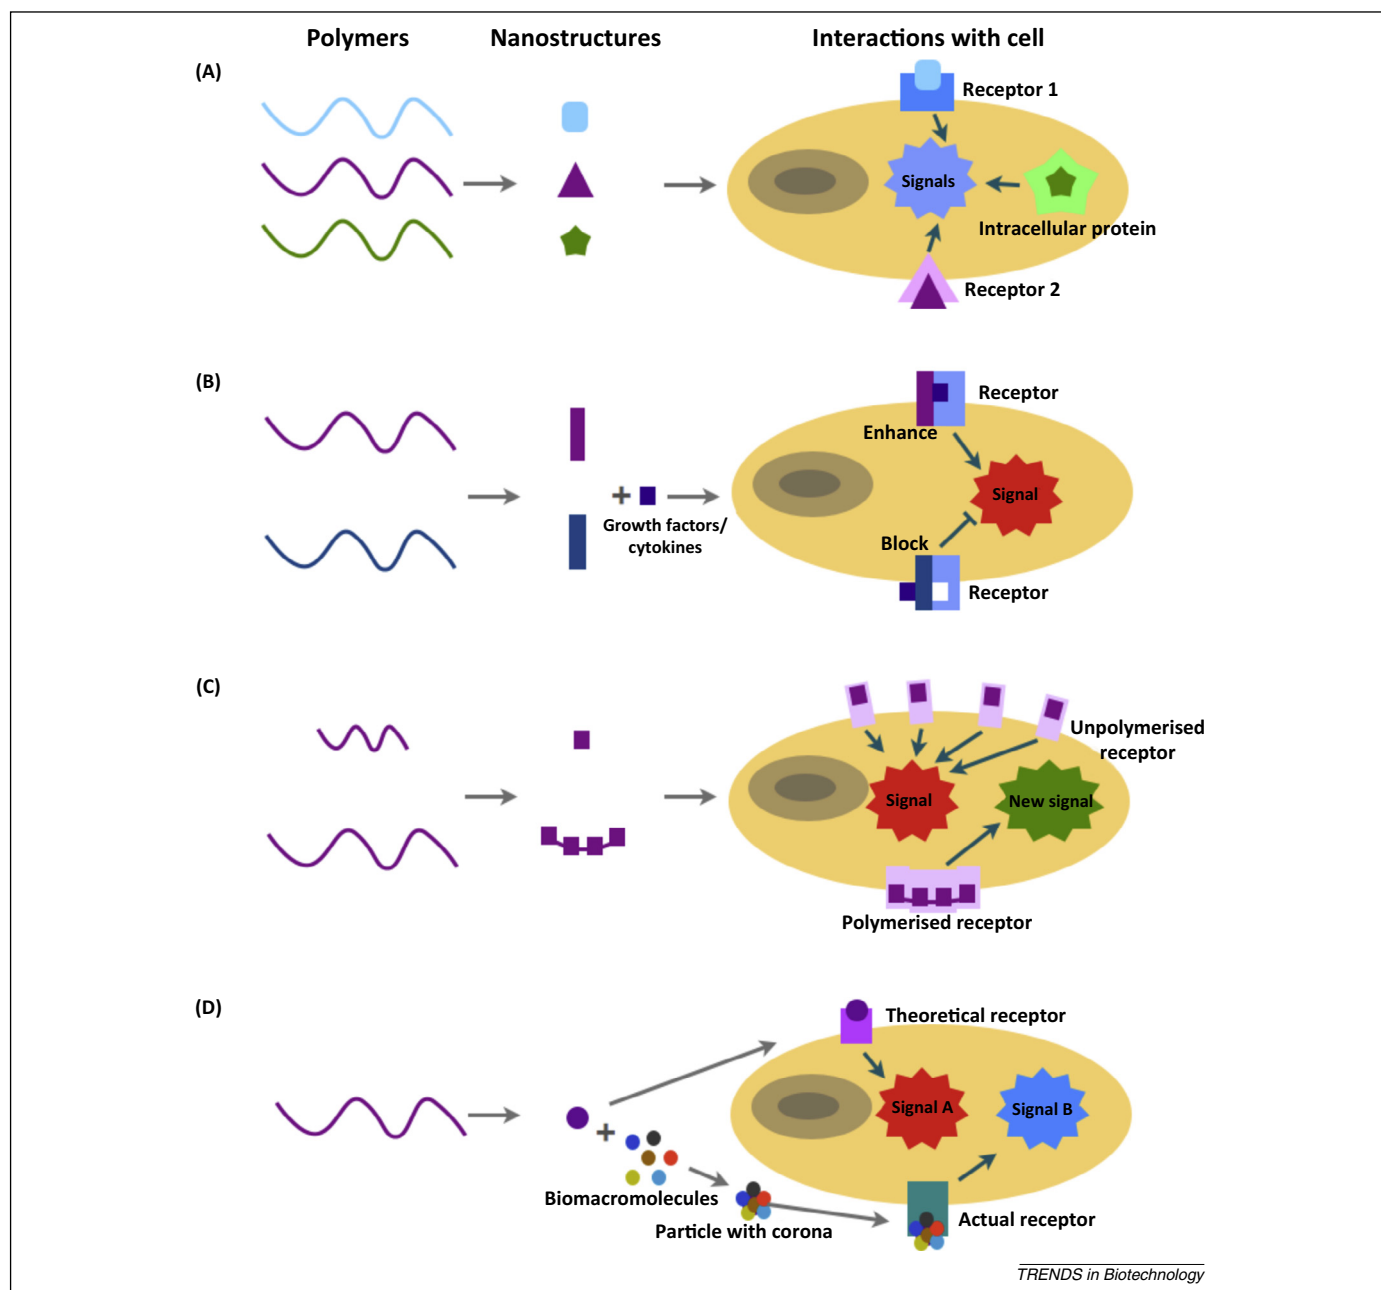 Polymers Nanostructures Interactions with cell
(A)
Receptor 1
Signals
Intracellular protein
Receptor 2
(B)
Receptor
Enhance
Signal
+
Growth factors/
cytokines
Block
Receptor
(C)
Unpolymerised
receptor
Signal
New signal
Polymerised receptor
(D)
Theoretical receptor
Signal A
Signal B
+
Biomacromolecules
Particle with corona
Actual receptor
TRENDS in Biotechnology